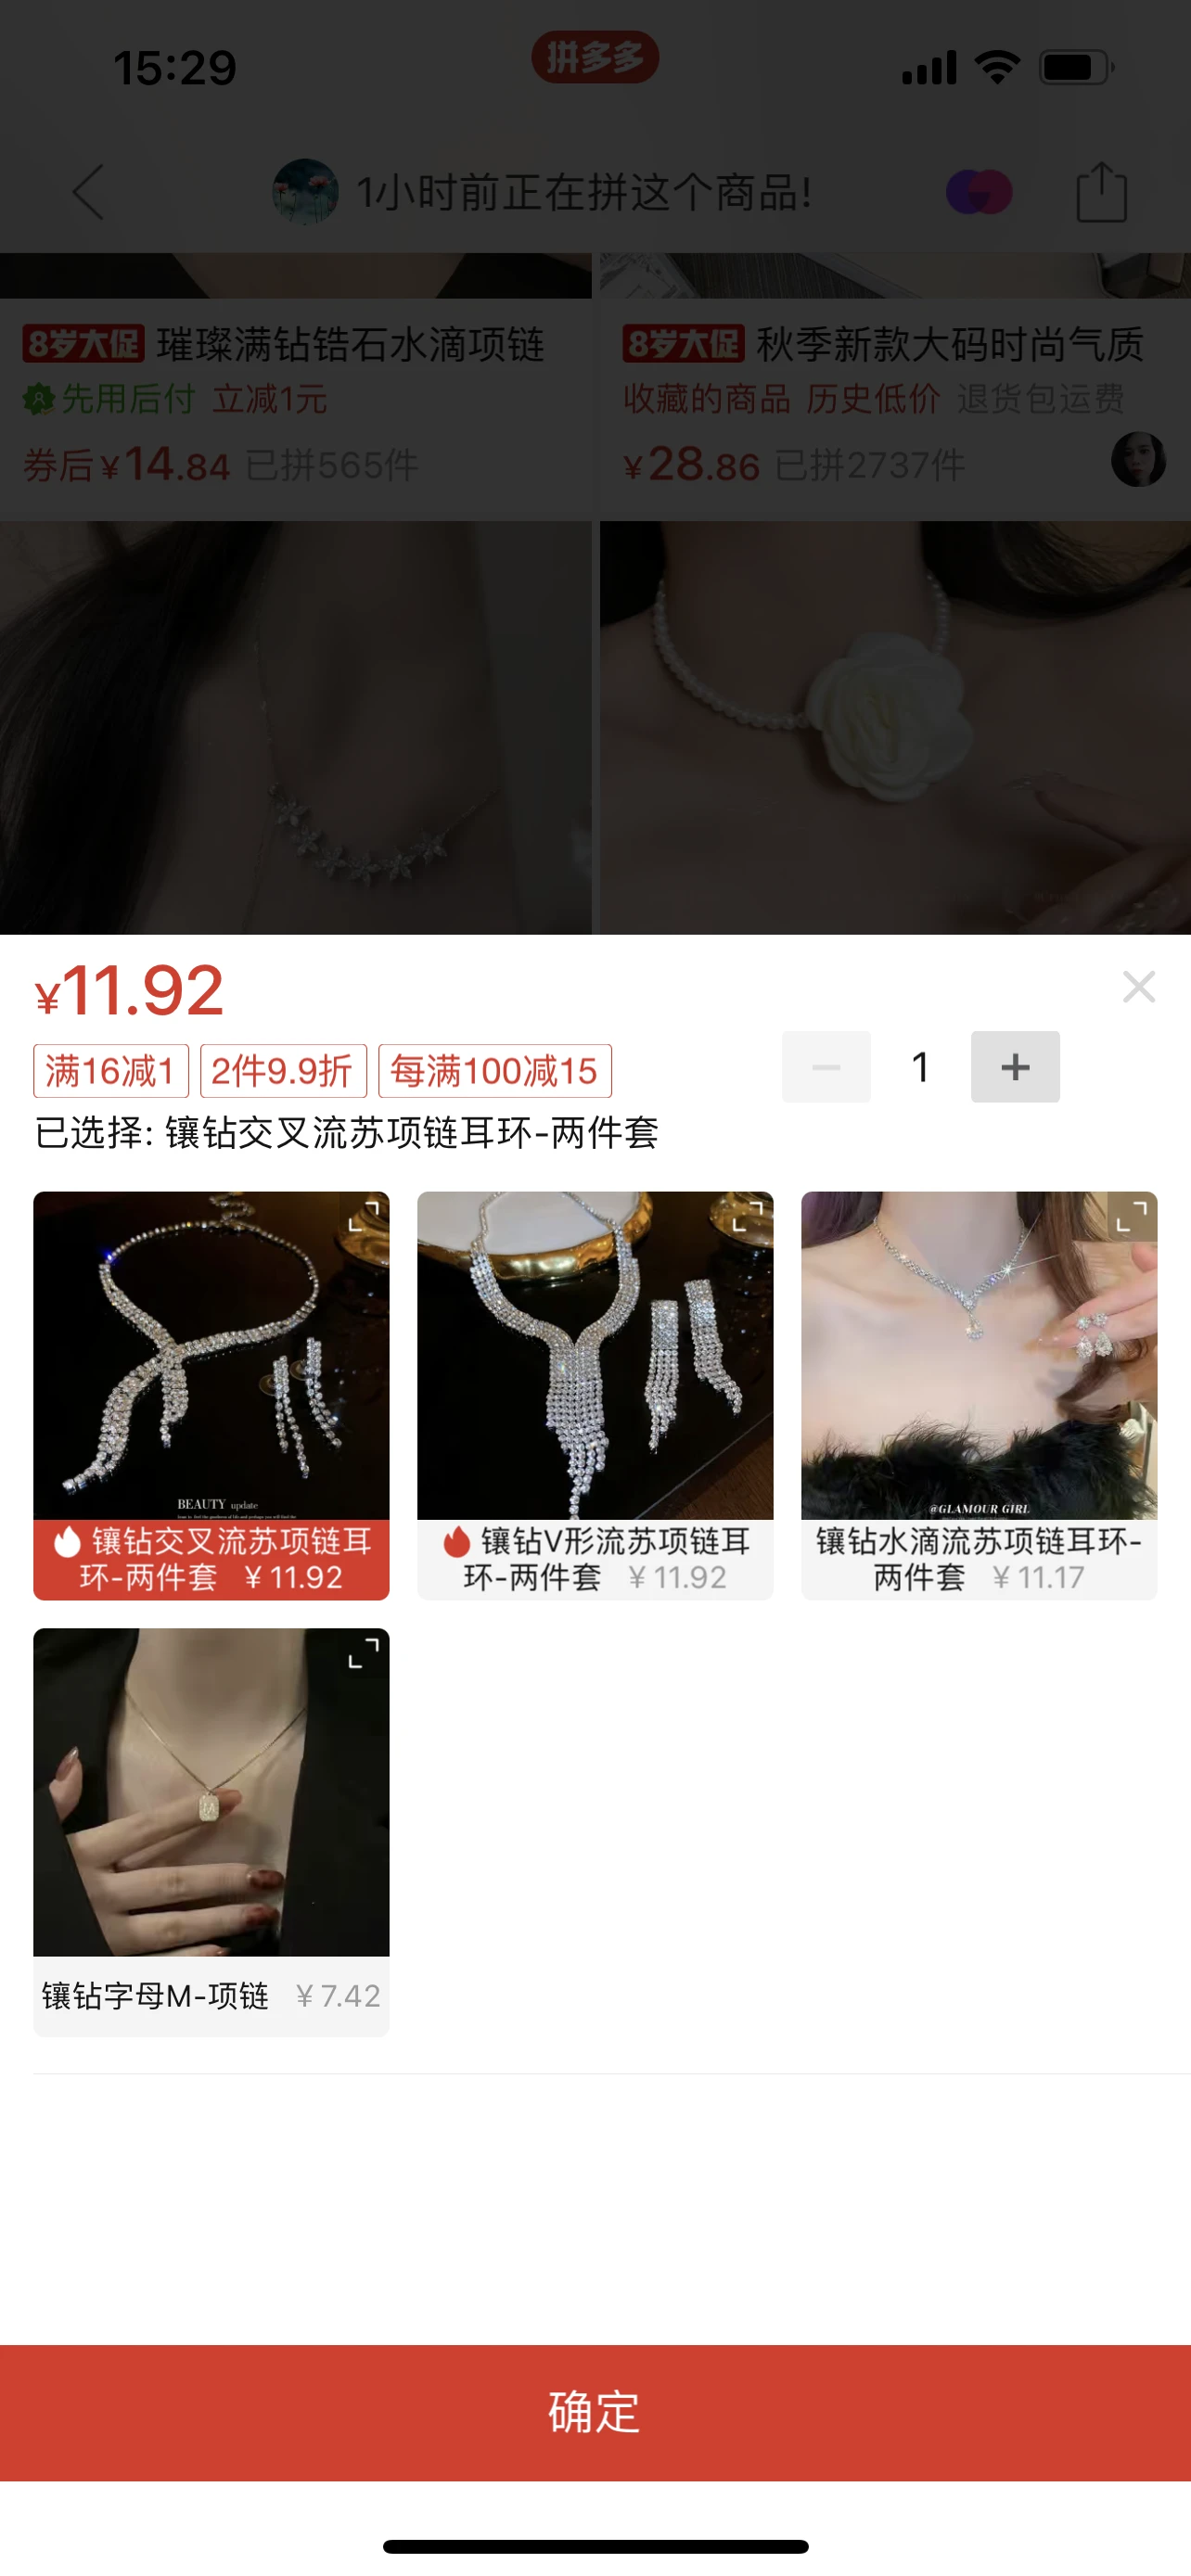 15:29
拼多多
1小时前正在拼这个商品!
8岁大促 璀璨满钻锆石水滴项链
先用后付 立减1元
券后¥14.84 已拼565件
8岁大促 秋季新款大码时尚气质
收藏的商品 历史低价 退货包运费
¥28.86 已拼2737件
¥11.92
满16减1 2件9.9折 每满100减15
1
已选择: 镶钻交叉流苏项链耳环-两件套
BEAUTY update
镶钻交叉流苏项链耳
环-两件套 ¥11.92
镶钻V形流苏项链耳
环-两件套 ¥11.92
@GLAMOUR GIRL
镶钻水滴流苏项链耳环-
两件套 ¥11.17
镶钻字母M-项链 ¥7.42
确定